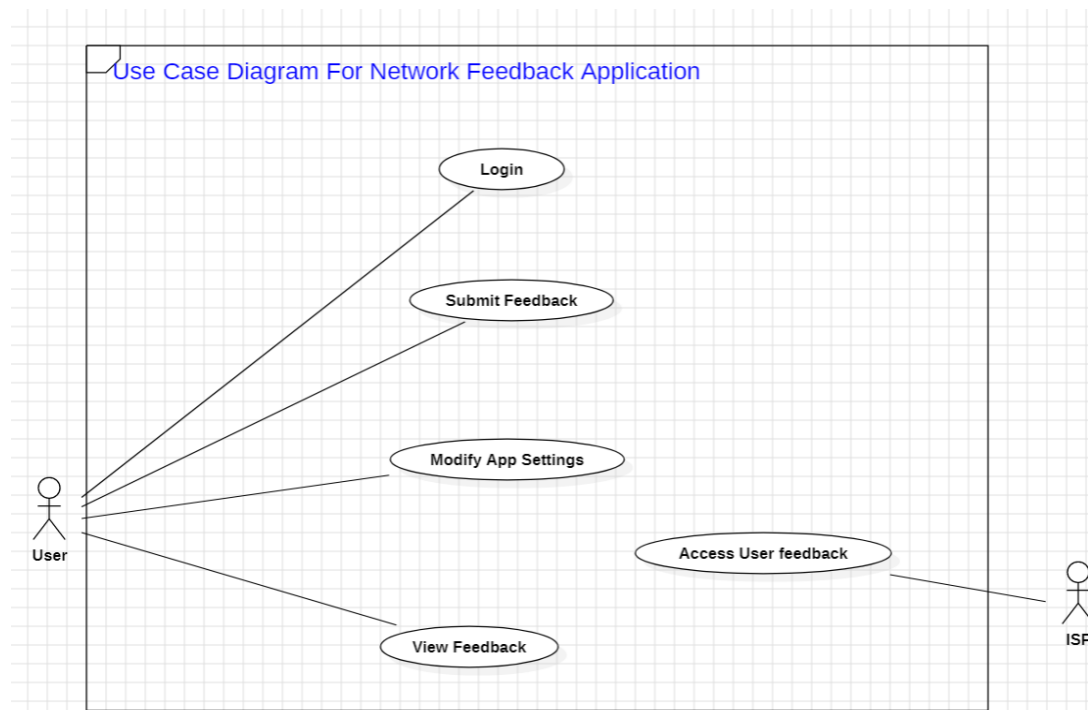 Use Case Diagram For Network Feedback Application
Login
Submit Feedback
Modify App Settings
User
Access User feedback
View Feedback
ISP